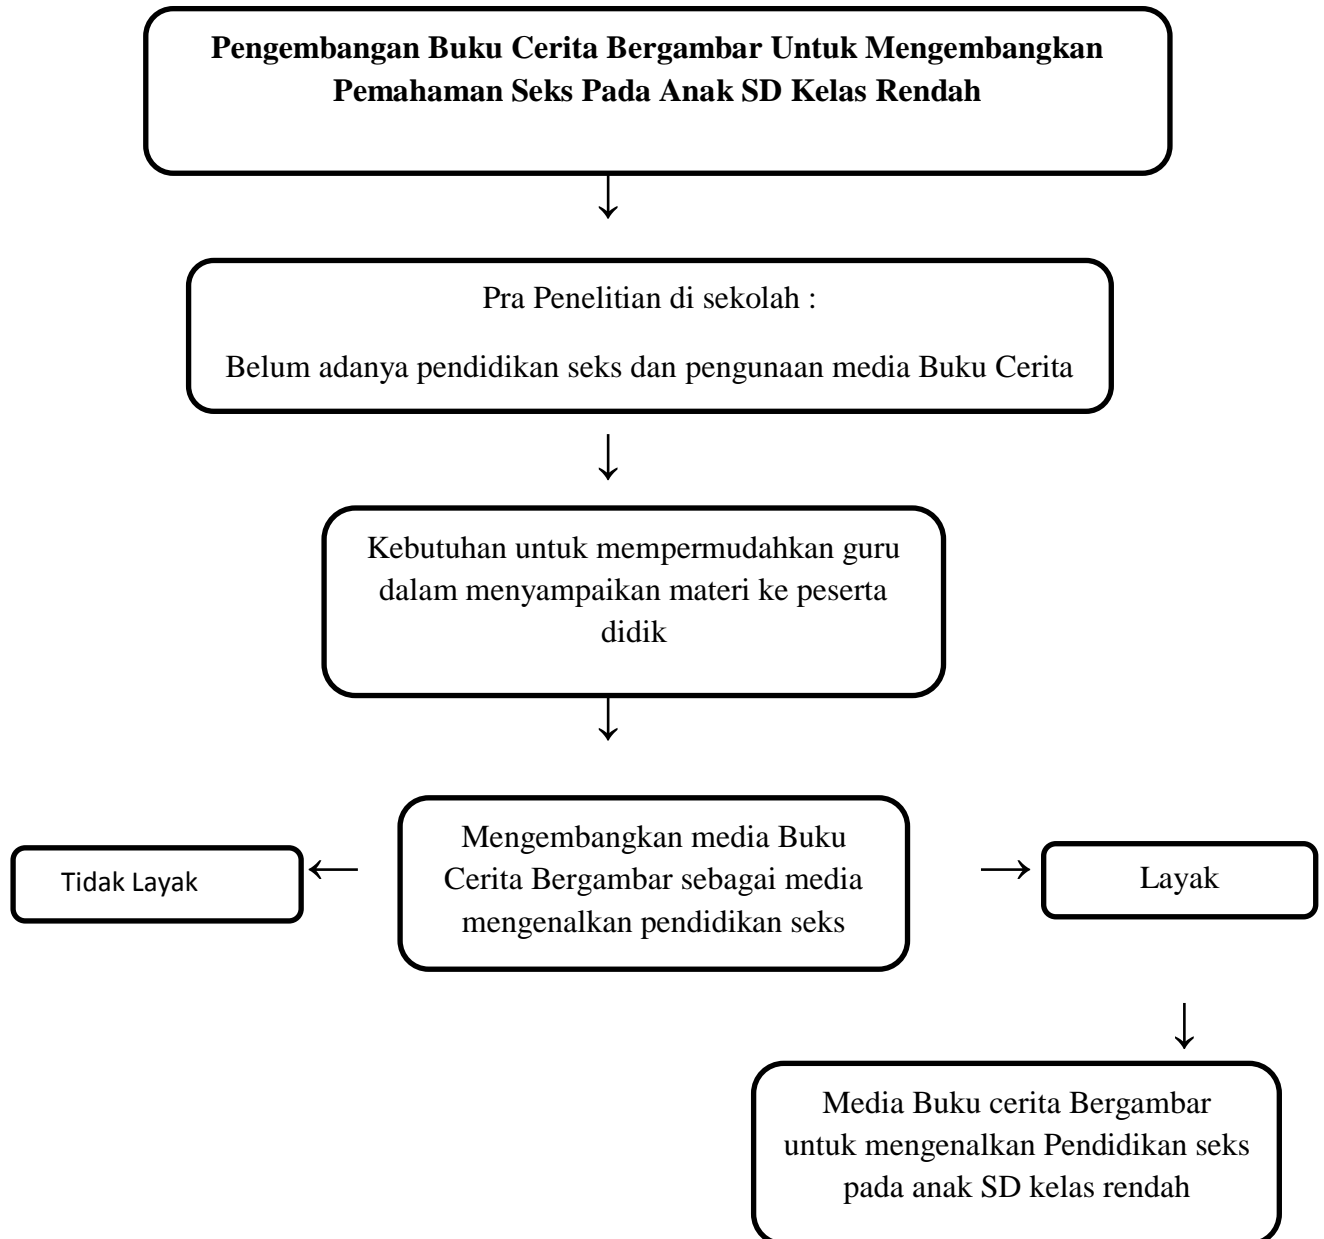 Pengembangan Buku Cerita Bergambar Untuk Mengembangkan
Pemahaman Seks Pada Anak SD Kelas Rendah
Pra Penelitian di sekolah :
Belum adanya pendidikan seks dan pengunaan media Buku Cerita
Kebutuhan untuk mempermudahkan guru
dalam menyampaikan materi ke peserta
didik
Mengembangkan media Buku
Cerita Bergambar sebagai media
mengenalkan pendidikan seks
Tidak Layak
Layak
Media Buku cerita Bergambar
untuk mengenalkan Pendidikan seks
pada anak SD kelas rendah